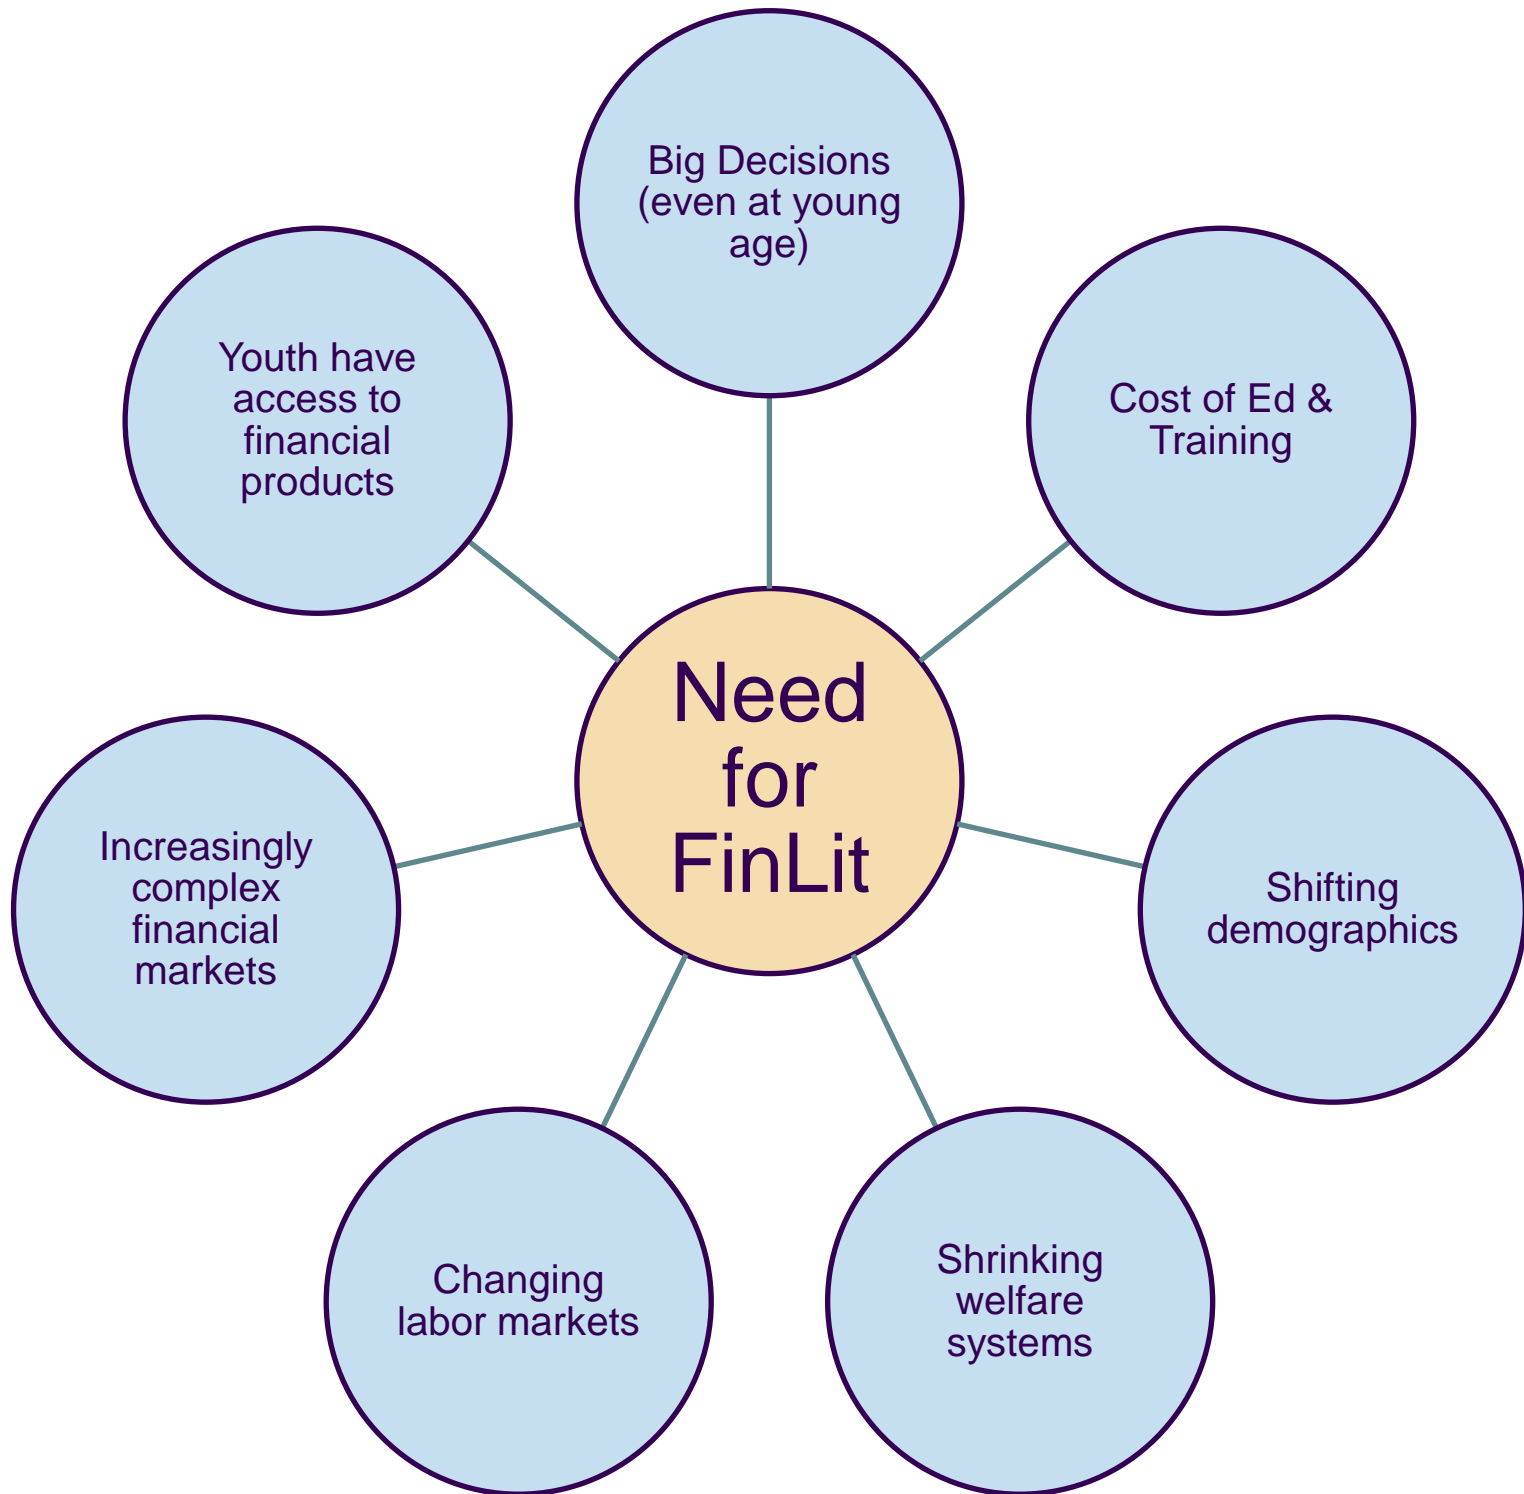 Big Decisions
(even at young
age)
Youth have
access to
financial
products
Cost of Ed &
Training
Need
for
FinLit
Increasingly
complex
financial
markets
Shifting
demographics
Changing
labor markets
Shrinking
welfare
systems